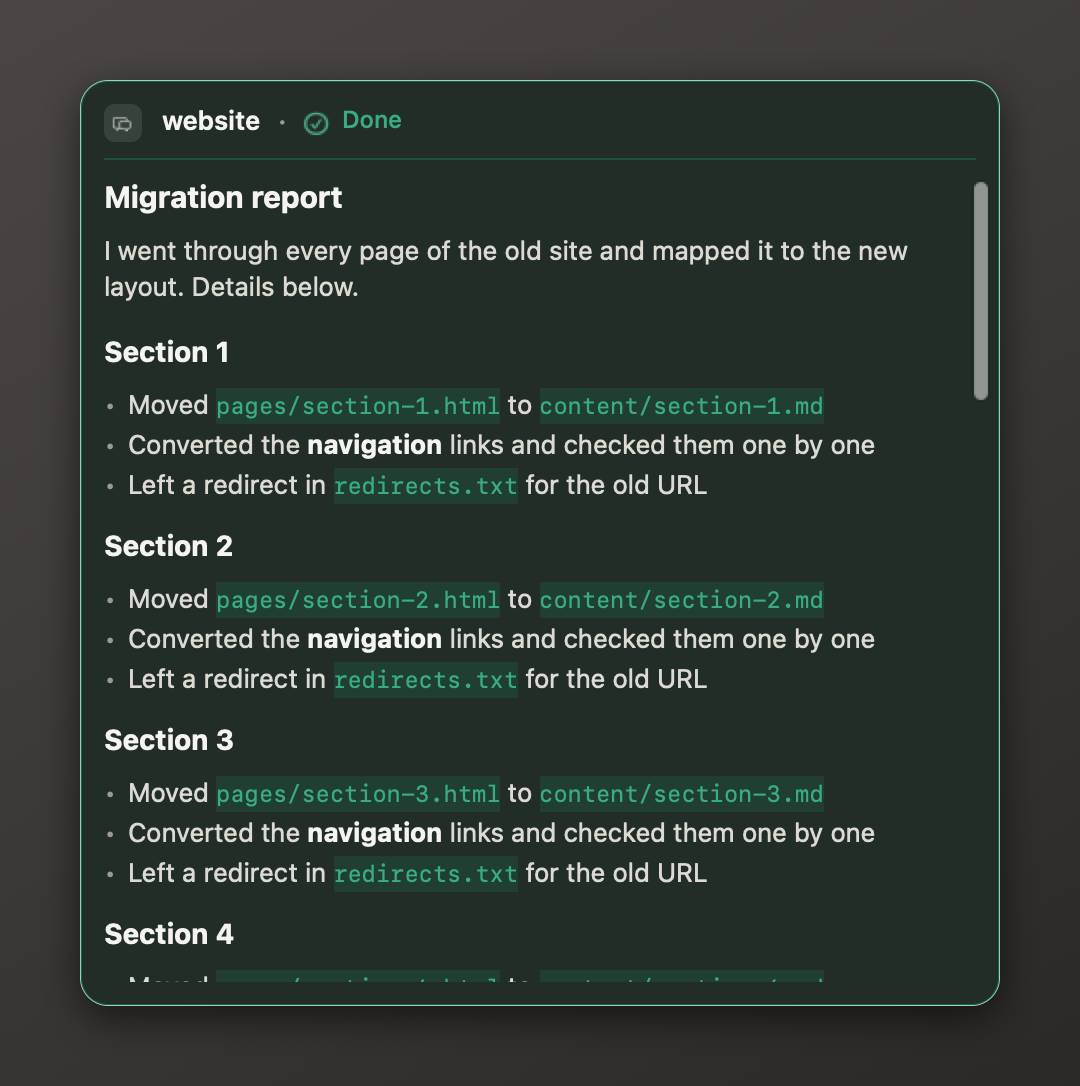 website · Done
Migration report
I went through every page of the old site and mapped it to the new
layout. Details below.
Section 1
• Moved pages/section-1.html to content/section-1.md
• Converted the navigation links and checked them one by one
• Left a redirect in redirects.txt for the old URL
Section 2
• Moved pages/section-2.html to content/section-2.md
• Converted the navigation links and checked them one by one
• Left a redirect in redirects.txt for the old URL
Section 3
• Moved pages/section-3.html to content/section-3.md
• Converted the navigation links and checked them one by one
• Left a redirect in redirects.txt for the old URL
Section 4